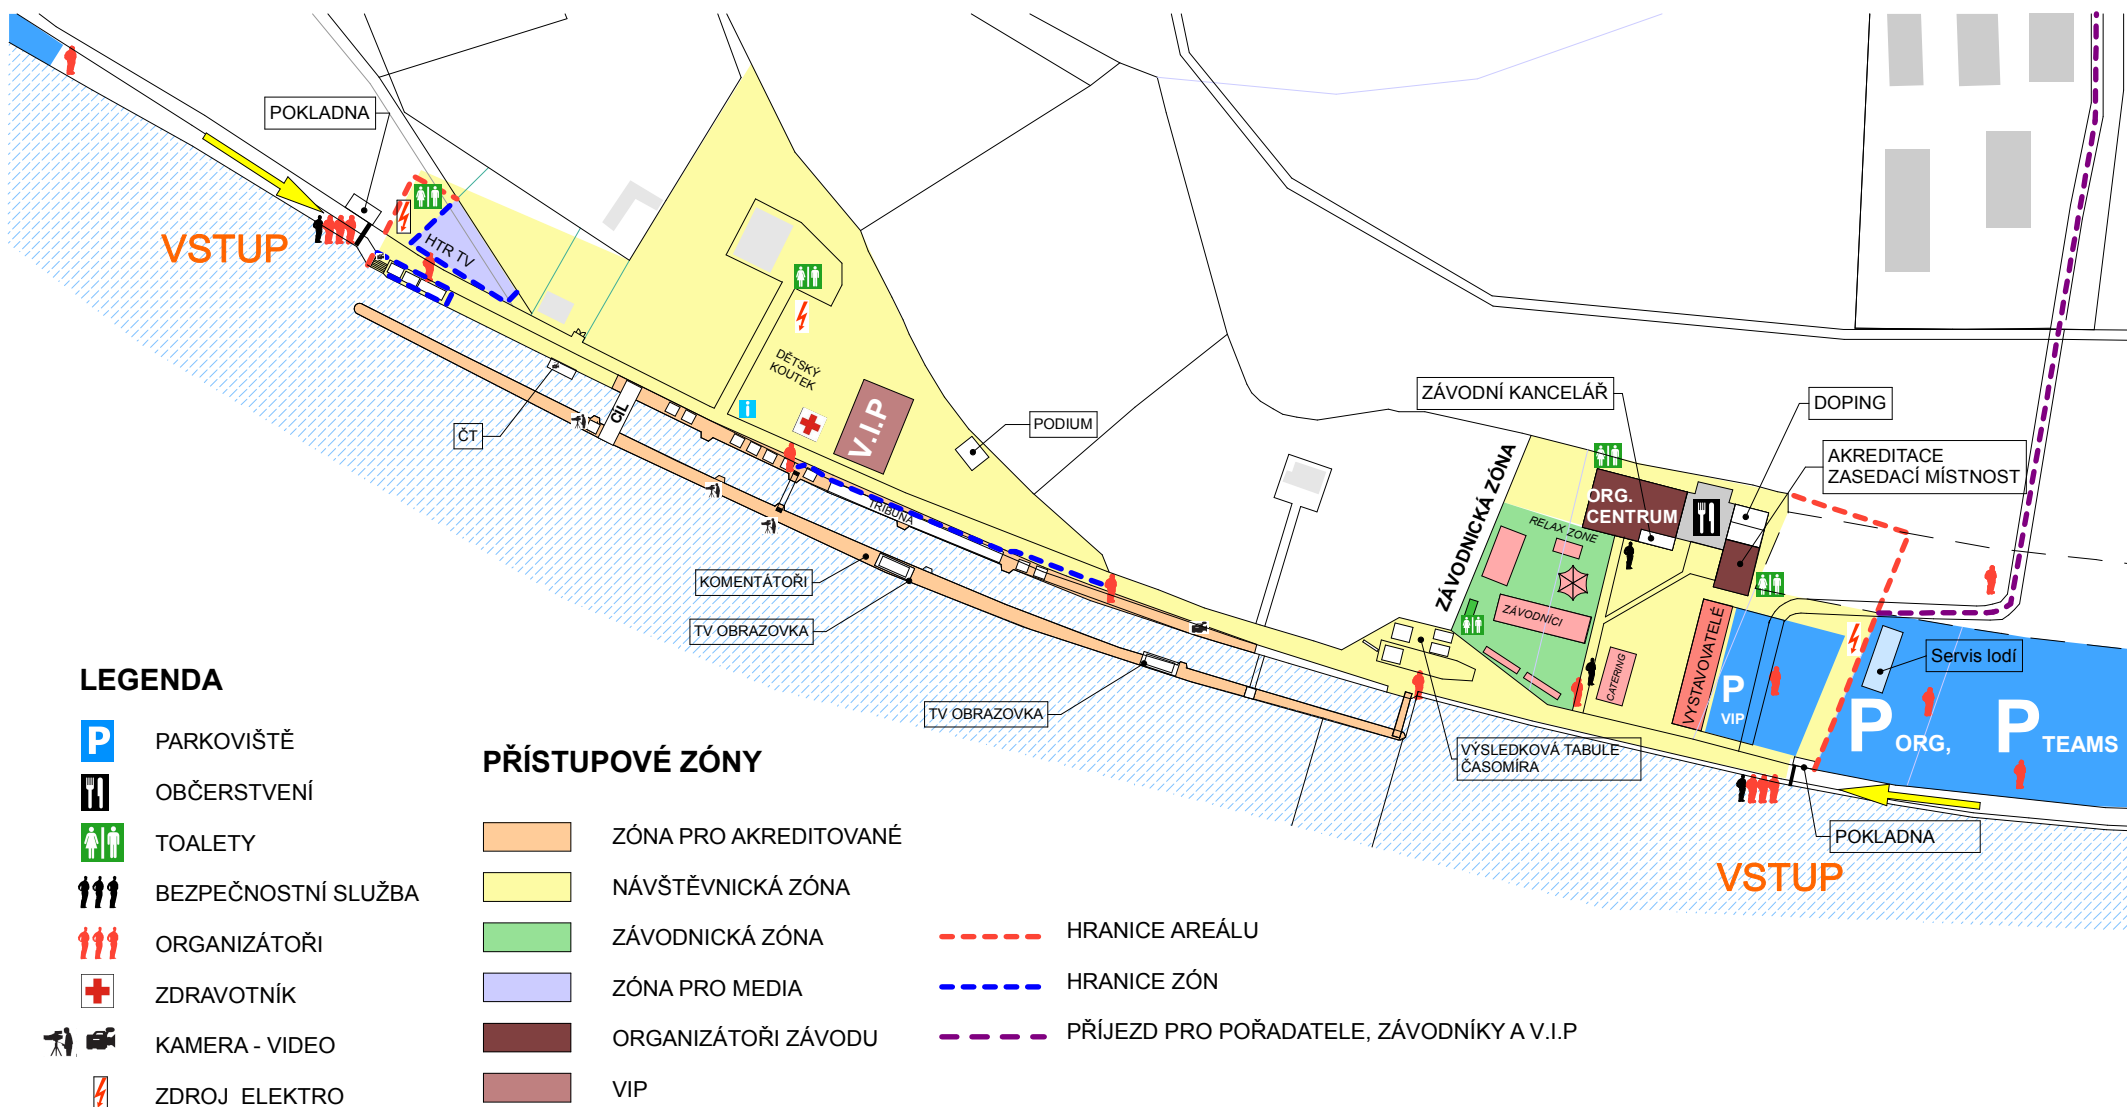 POKLADNA
VSTUP
HTR TV
DĚTSKÝ
KOUTEK
V.I.P
PODIUM
ČT
CÍL
TRIBUNA
KOMENTÁTOŘI
TV OBRAZOVKA
TV OBRAZOVKA
ZÁVODNÍ KANCELÁŘ
DOPING
AKREDITACE
ZASEDACÍ MÍSTNOST
ZÁVODNICKÁ ZÓNA
ORG.
CENTRUM
RELAX ZONE
ZÁVODNÍCI
CATERING
VYSTAVOVATELÉ
P
VIP
Servis lodí
P ORG,
P TEAMS
VÝSLEDKOVÁ TABULE
ČASOMÍRA
POKLADNA
VSTUP
LEGENDA
P PARKOVIŠTĚ
OBČERSTVENÍ
TOALETY
BEZPEČNOSTNÍ SLUŽBA
ORGANIZÁTOŘI
ZDRAVOTNÍK
KAMERA - VIDEO
ZDROJ ELEKTRO
PŘÍSTUPOVÉ ZÓNY
ZÓNA PRO AKREDITOVANÉ
NÁVŠTĚVNICKÁ ZÓNA
ZÁVODNICKÁ ZÓNA
ZÓNA PRO MEDIA
ORGANIZÁTOŘI ZÁVODU
VIP
HRANICE AREÁLU
HRANICE ZÓN
PŘÍJEZD PRO POŘADATELE, ZÁVODNÍKY A V.I.P